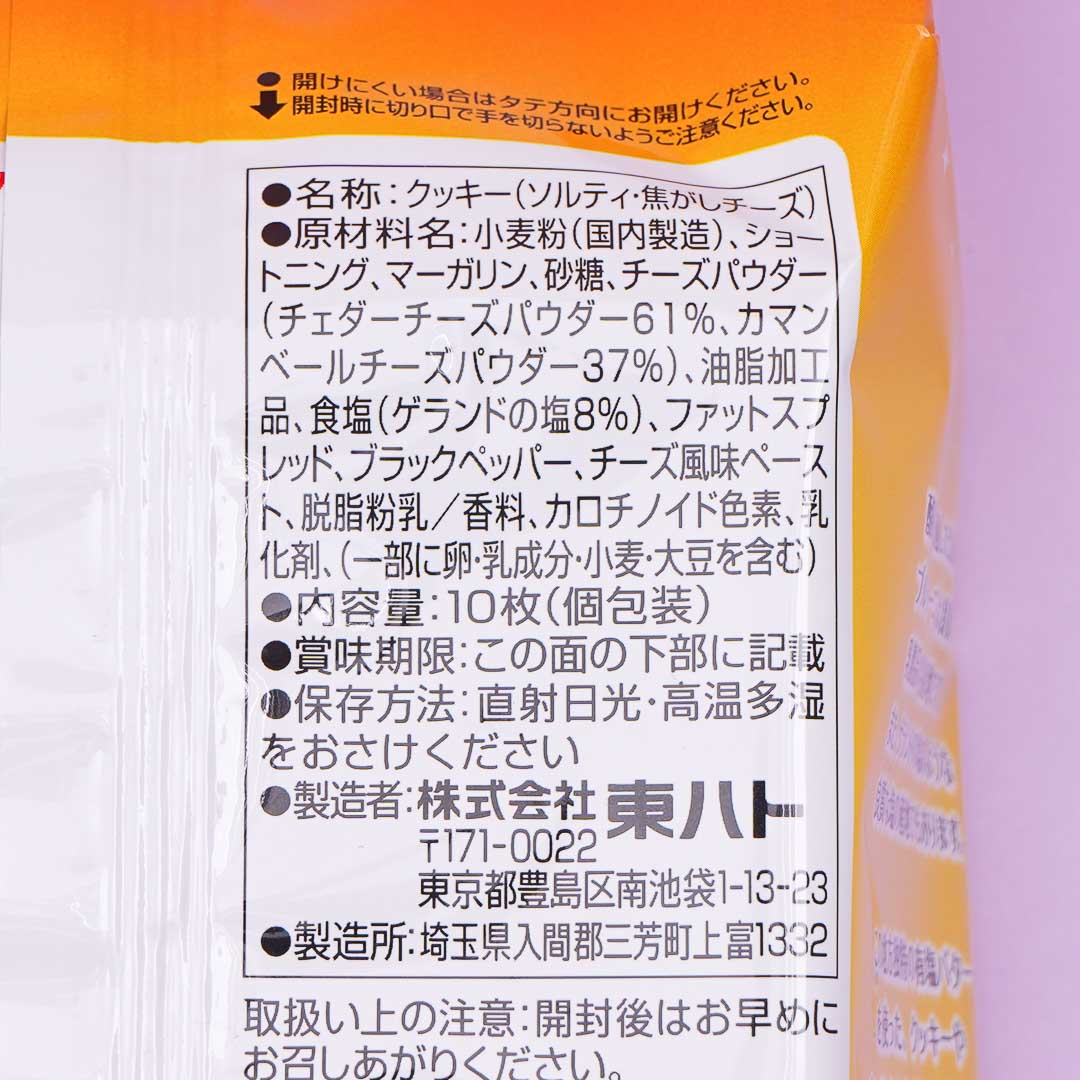 ●開けにくい場合はタテ方向にお開けください。
開封時に切り口で手を切らないようご注意ください。
●名称：クッキー(ソルティ・焦がしチーズ)
●原材料名：小麦粉(国内製造)、ショー
トニング、マーガリン、砂糖、チーズパウダー
(チェダーチーズパウダー61%、カマン
ベールチーズパウダー37%)、油脂加工
品、食塩(ゲランドの塩8%)、ファットスプ
レッド、ブラックペッパー、チーズ風味ペース
ト、脱脂粉乳／香料、カロチノイド色素、乳
化剤、(一部に卵・乳成分・小麦・大豆を含む)
●内容量：10枚(個包装)
●賞味期限：この面の下部に記載
●保存方法：直射日光・高温多湿
をおさけください
●製造者：株式会社東ハト
〒171-0022
東京都豊島区南池袋1-13-23
●製造所：埼玉県入間郡三芳町上富1332
取扱い上の注意：開封後はお早めに
お召しあがりください。
を使った、クッキーや